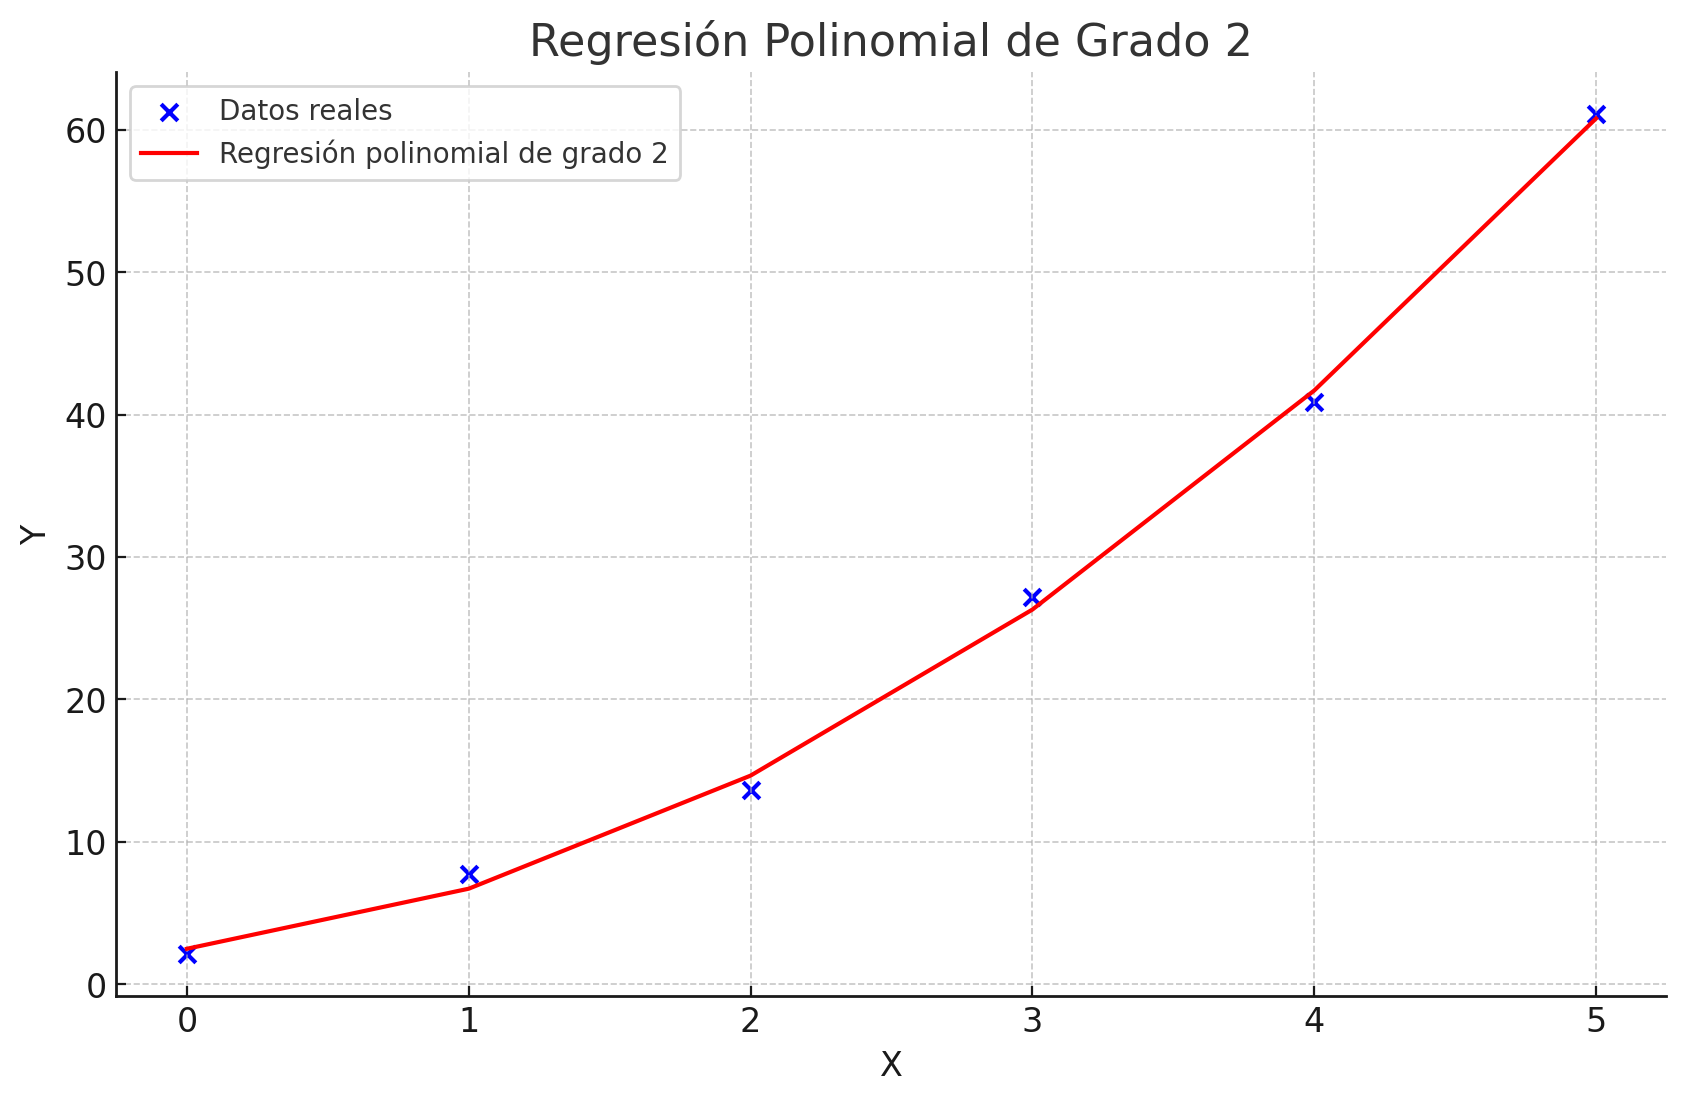 Regresión Polinomial de Grado 2
Datos reales
Regresión polinomial de grado 2
60
50
40
30
20
10
0
Y
0 1 2 3 4 5
X